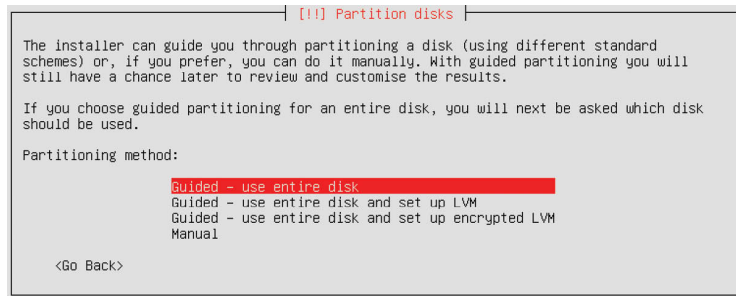 [!!] Partition disks
The installer can guide you through partitioning a disk (using different standard
schemes) or, if you prefer, you can do it manually. With guided partitioning you will
still have a chance later to review and customise the results.
If you choose guided partitioning for an entire disk, you will next be asked which disk
should be used.
Partitioning method:
Guided - use entire disk
Guided - use entire disk and set up LVM
Guided - use entire disk and set up encrypted LVM
Manual
<Go Back>